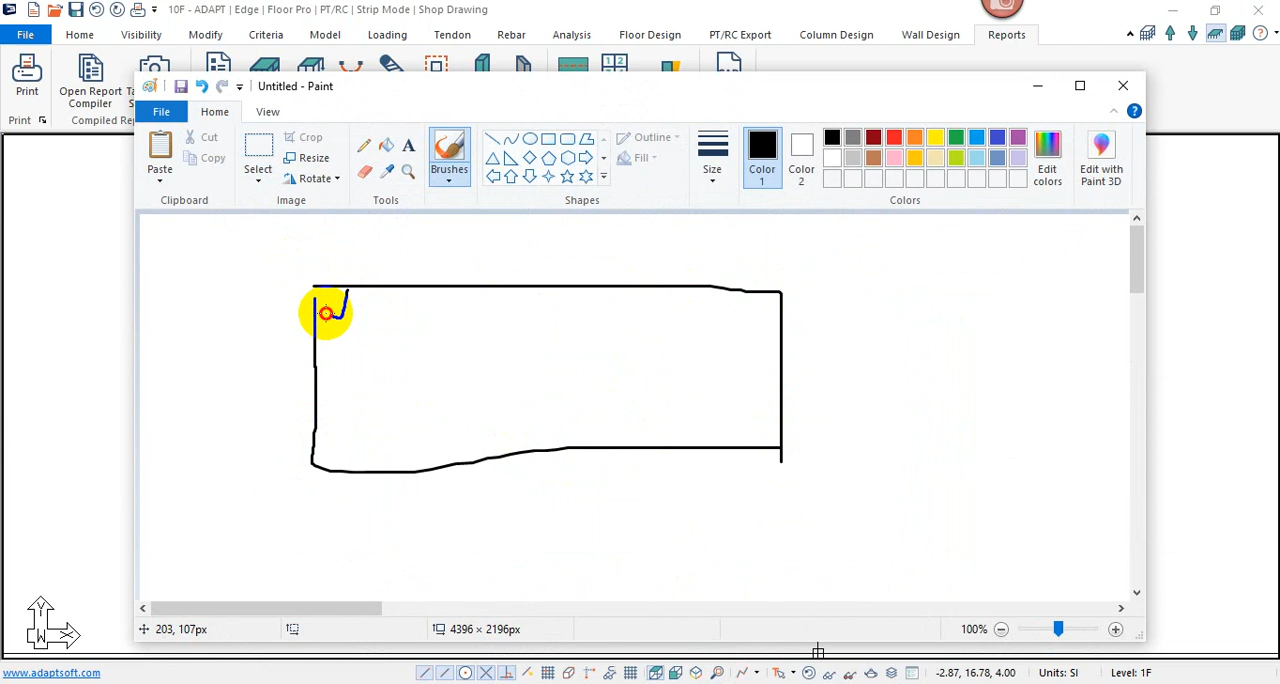 10F - ADAPT | Edge | Floor Pro | PT/RC | Strip Mode | Shop Drawing
File Home Visibility Modify Criteria Model Loading Tendon Rebar Analysis Floor Design PT/RC Export Column Design Wall Design Reports
Print Open Report Compiler
Print Compiled Re
Untitled - Paint
File Home View
Paste Cut Copy
Clipboard
Select Crop Resize Rotate
Image
A
Tools
Brushes
Outline Fill
Shapes
Size
Color 1 Color 2
Edit colors
Colors
Edit with Paint 3D
203, 107px 4396 × 2196px 100%
Y
W X
www.adaptsoft.com -2.87, 16.78, 4.00 Units: SI Level: 1F